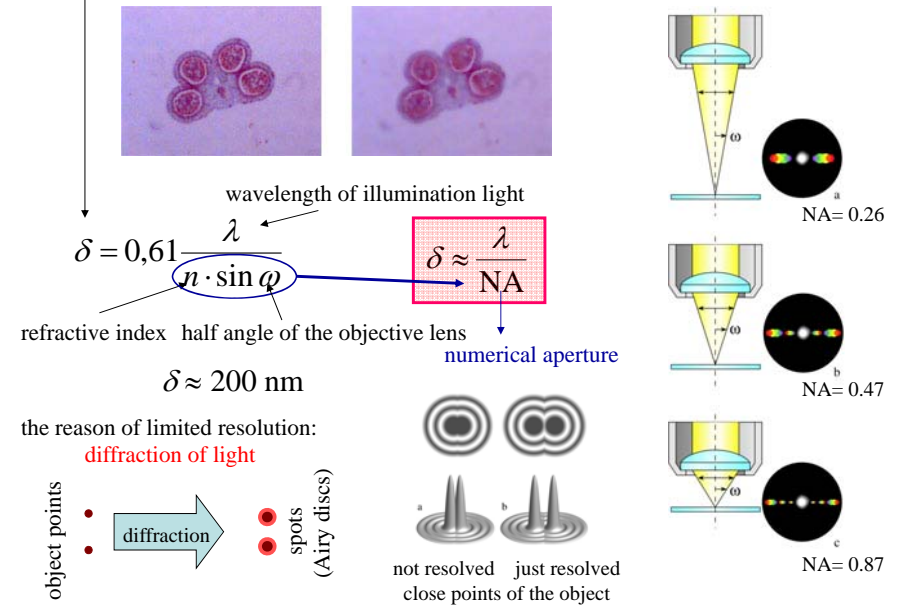 wavelength of illumination light
δ = 0,61 λ / n · sin ω
δ ≈ λ / NA
refractive index
half angle of the objective lens
numerical aperture
δ ≈ 200 nm
the reason of limited resolution:
diffraction of light
object points
diffraction
spots
(Airy discs)
a
b
not resolved
just resolved
close points of the object
ω
a
NA= 0.26
ω
b
NA= 0.47
ω
c
NA= 0.87